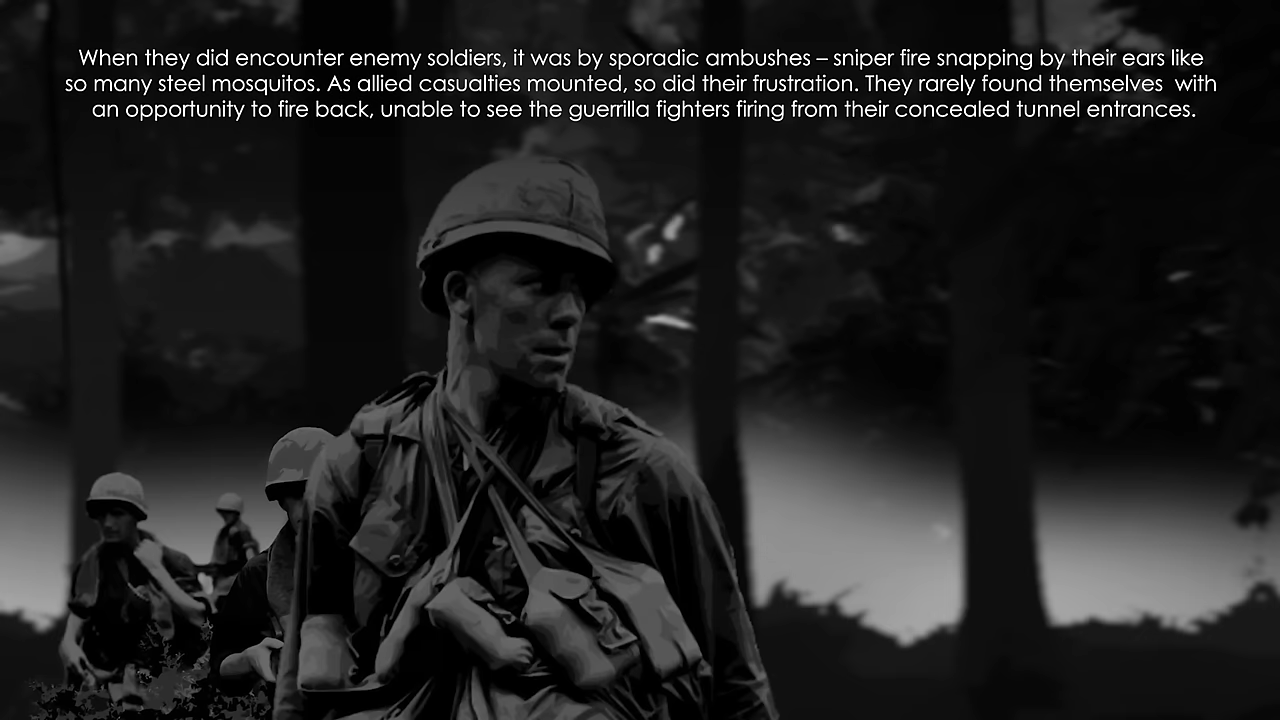 When they did encounter enemy soldiers, it was by sporadic ambushes – sniper fire snapping by their ears like
so many steel mosquitos. As allied casualties mounted, so did their frustration. They rarely found themselves  with
an opportunity to fire back, unable to see the guerrilla fighters firing from their concealed tunnel entrances.